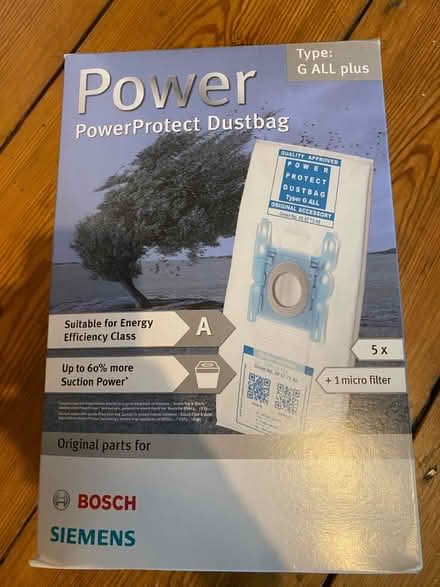 Type:
G ALL plus
Power
PowerProtect Dustbag
QUALITY APPROVED
POWER
PROTECT
DUSTBAG
Type: G ALL
ORIGINAL ACCESSORY
Suitable for Energy
Efficiency Class
A
5 x
Up to 60% more
Suction Power*
+ 1 micro filter
Original parts for
BOSCH
SIEMENS